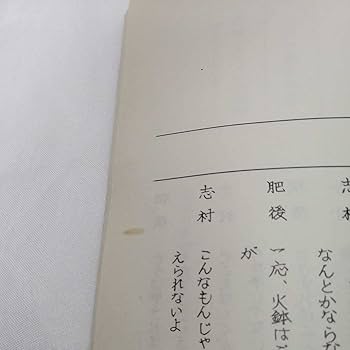 志村
なんとかならな
肥後
一応、火鉢は
が
志村
こんなもんじゃ
えられないよ